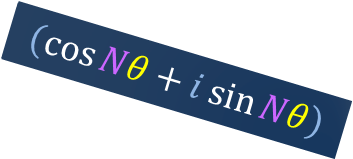 (cos Nθ + i sin Nθ)